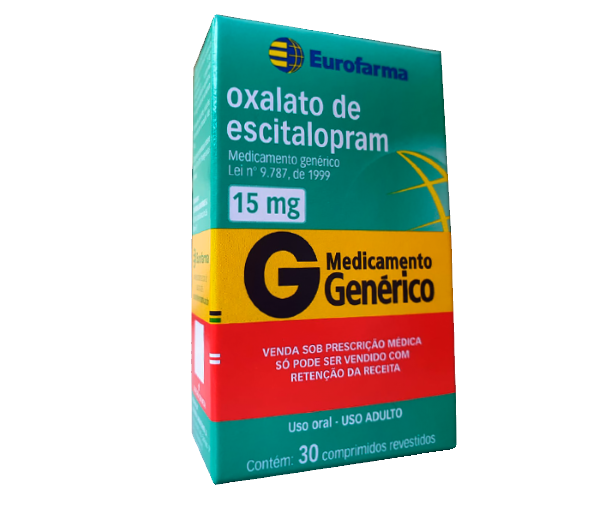 Eurofarma
oxalato de
escitalopram
Medicamento genérico
Lei n° 9.787, de 1999
15 mg
G Medicamento
Genérico
VENDA SOB PRESCRIÇÃO MÉDICA
SÓ PODE SER VENDIDO COM
RETENÇÃO DA RECEITA
Uso oral - USO ADULTO
Contém: 30 comprimidos revestidos
Eurofarma